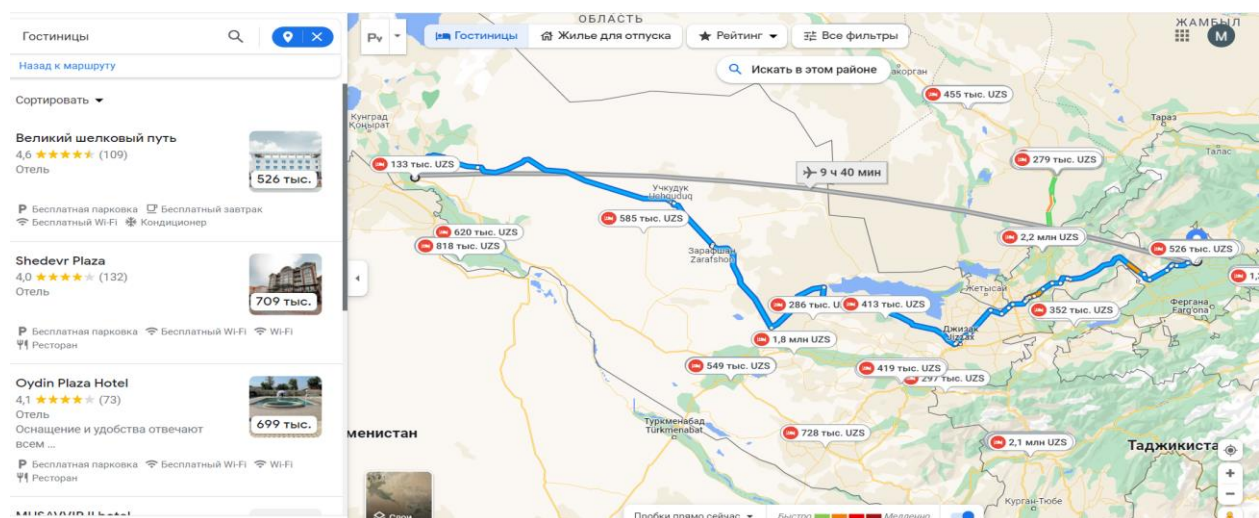 Гостиницы
Назад к маршруту
Сортировать
Великий шелковый путь
4,6 (109)
Отель
526 тыс.
Бесплатная парковка Бесплатный завтрак
Бесплатный Wi-Fi Кондиционер
Shedevr Plaza
4,0 (132)
Отель
709 тыс.
Бесплатная парковка Бесплатный Wi-Fi Wi-Fi
Ресторан
Oydin Plaza Hotel
4,1 (73)
Отель
Оснащение и удобства отвечают
всем ...
699 тыс.
Бесплатная парковка Бесплатный Wi-Fi Wi-Fi
Ресторан
ОБЛАСТЬ
ЖАМБЫЛ
Гостиницы Жилье для отпуска Рейтинг Все фильтры
M
Искать в этом районе
455 тыс. UZS
Кунград
Қоңырат
Тараз
Талас
133 тыс. UZS
279 тыс. UZS
9 ч 40 мин
Учкудук
Uchquduq
585 тыс. UZS
620 тыс. UZS
818 тыс. UZS
2,2 млн UZS
526 тыс. UZS
Зарафшан
Zarafshon
Жетысай
286 тыс. U
413 тыс. UZS
352 тыс. UZS
Фергана
Farg'ona
Джизак
Jizzax
1,8 млн UZS
549 тыс. UZS
419 тыс. UZS
297 тыс. UZS
Туркменабад
Türkmenabat
менистан
728 тыс. UZS
2,1 млн UZS
Таджикиста
Курган-Тюбе
Слои
Пробки прямо сейчас
Быстро Медленно